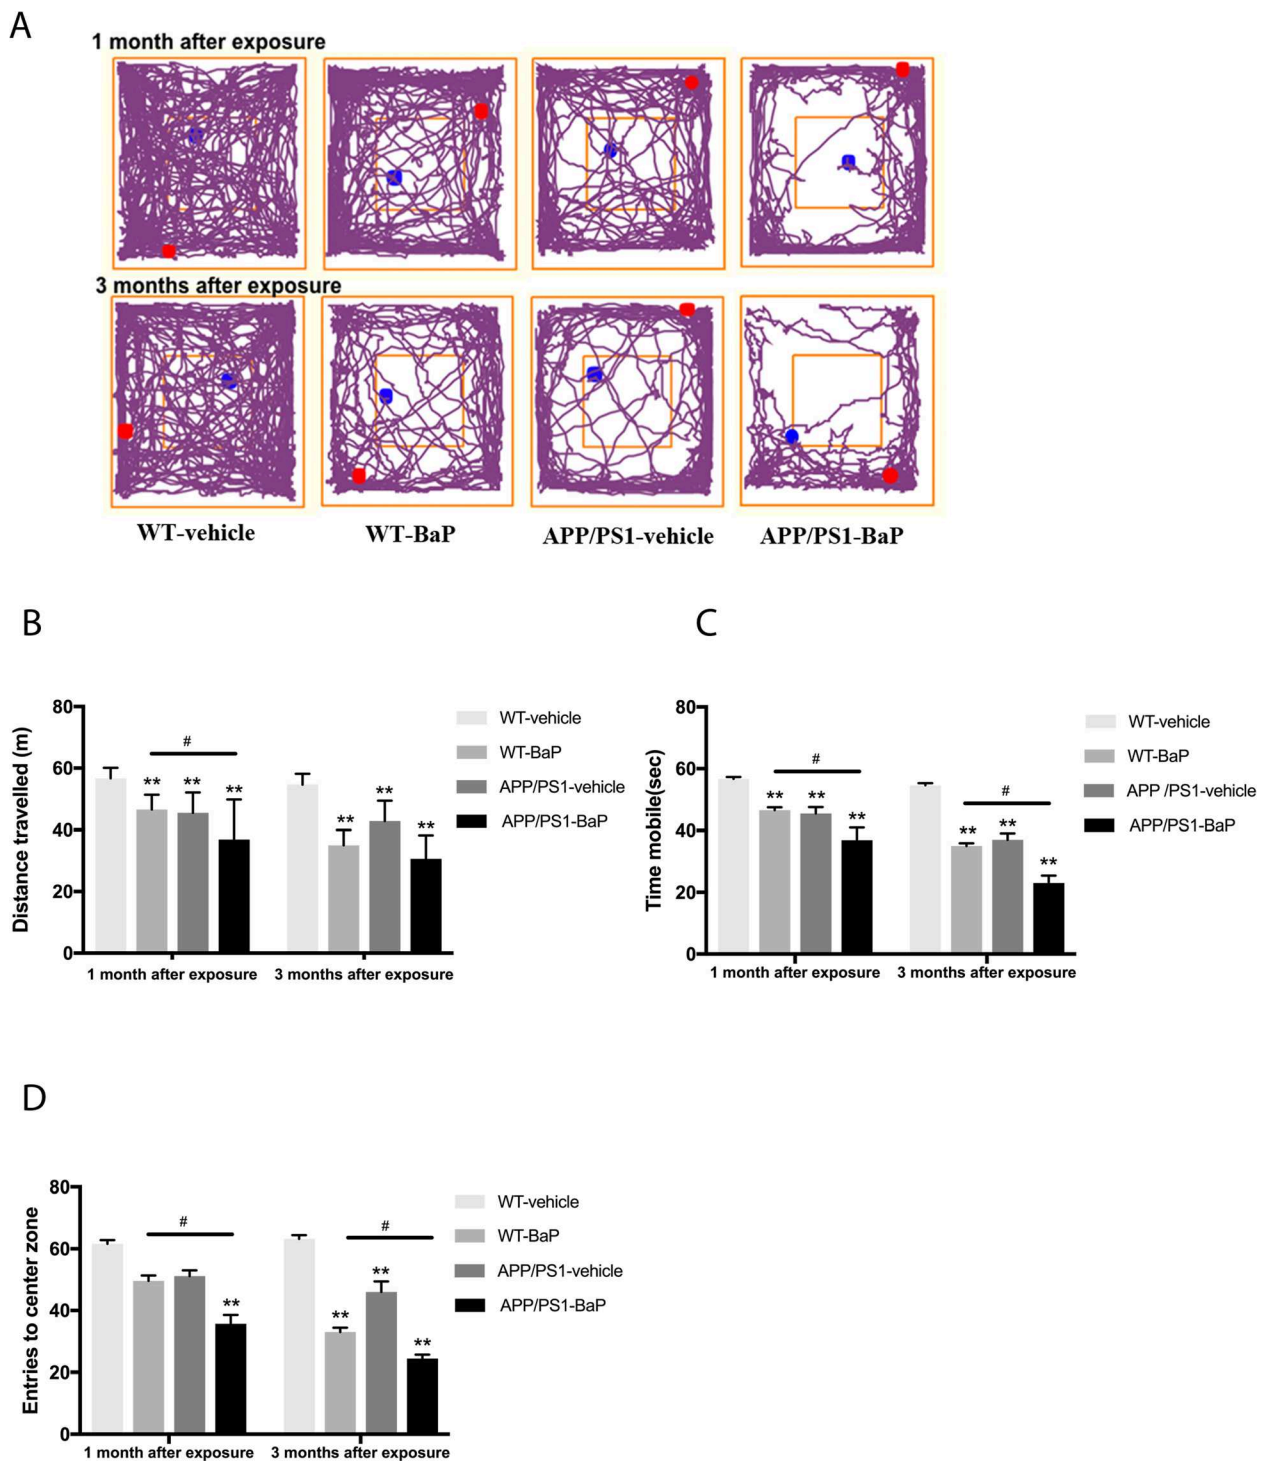 A
1 month after exposure
3 months after exposure
WT-vehicle WT-BaP APP/PS1-vehicle APP/PS1-BaP
B
Distance travelled (m)
80
60
40
20
0
#
** ** **
** ** **
1 month after exposure 3 months after exposure
WT-vehicle
WT-BaP
APP/PS1-vehicle
APP/PS1-BaP
C
Time mobile(sec)
80
60
40
20
0
# #
** ** **
** ** **
1 month after exposure 3 months after exposure
WT-vehicle
WT-BaP
APP /PS1-vehicle
APP/PS1-BaP
D
Entries to center zone
80
60
40
20
0
# #
**
** ** **
1 month after exposure 3 months after exposure
WT-vehicle
WT-BaP
APP/PS1-vehicle
APP/PS1-BaP